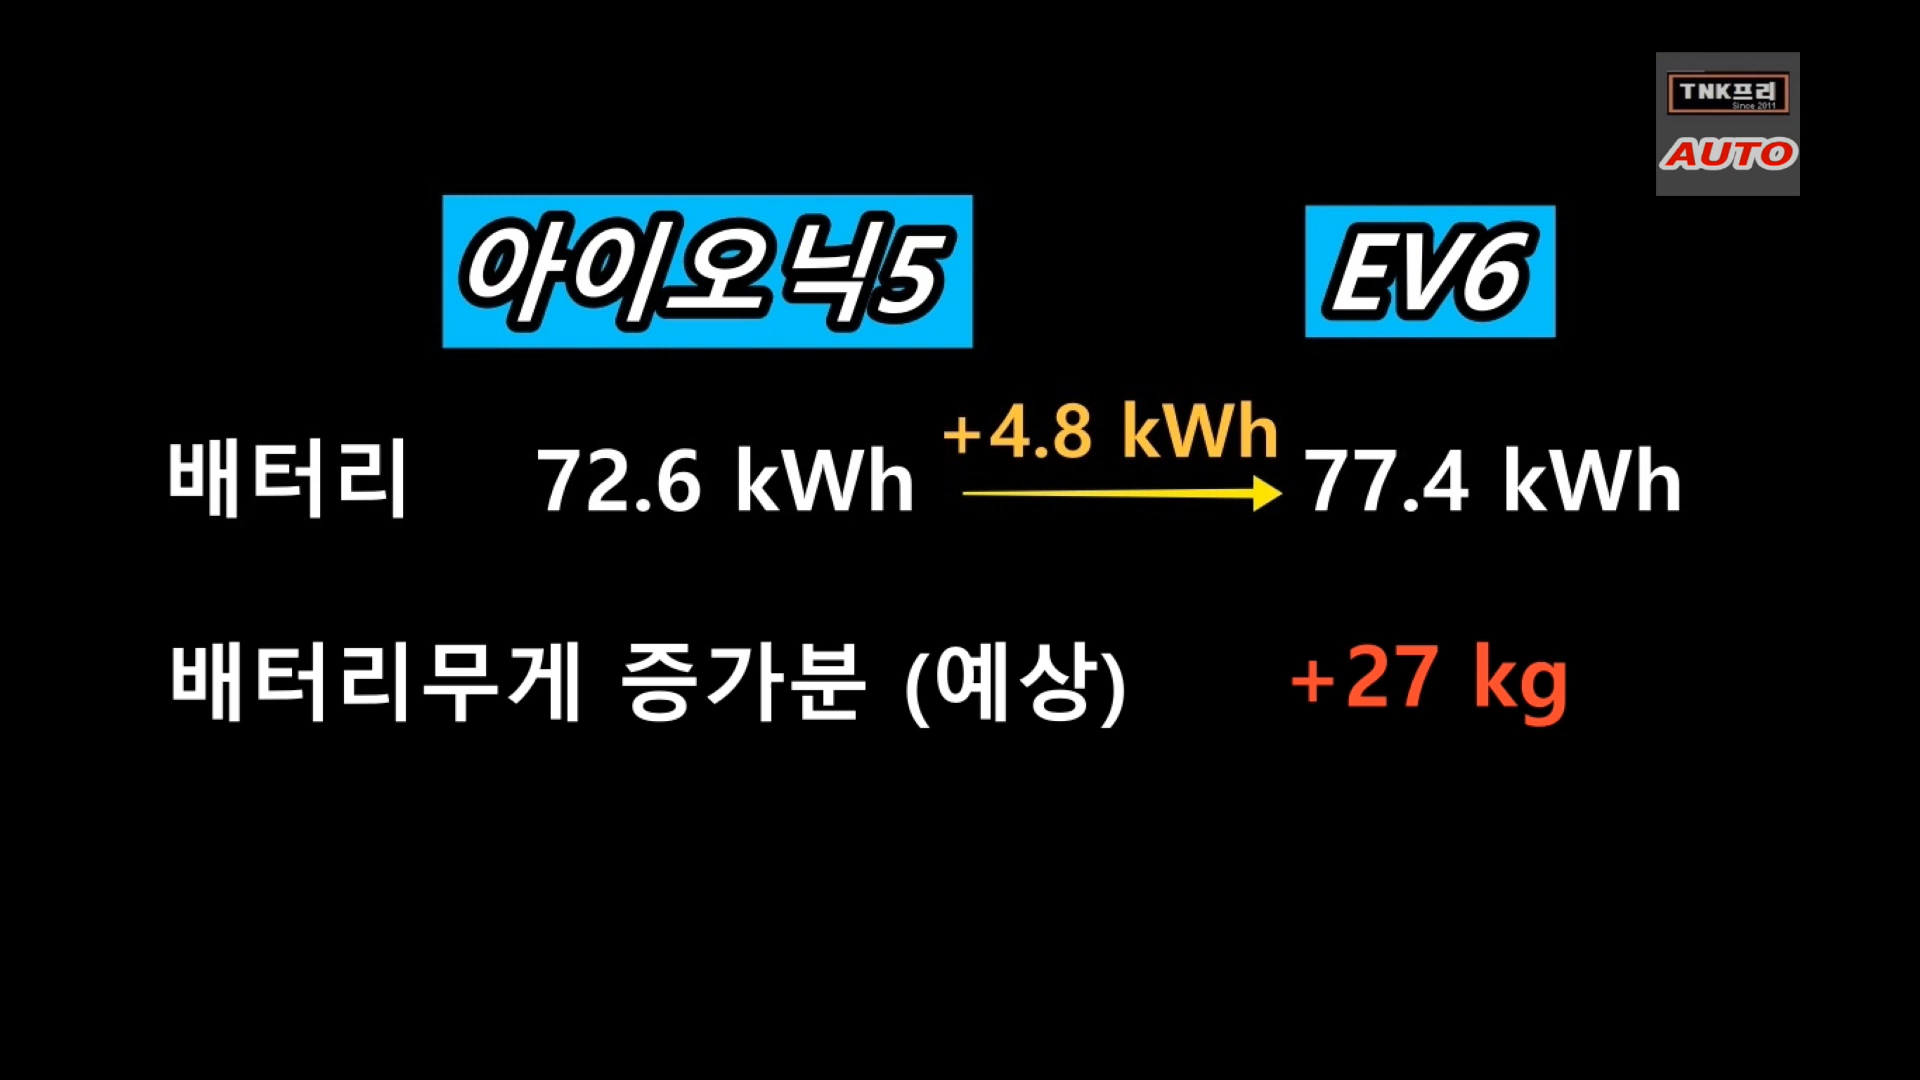 TNK프리
Since 2011
AUTO
아이오닉5 EV6
+4.8 kWh
배터리 72.6 kWh 77.4 kWh
배터리무게 증가분 (예상) +27 kg